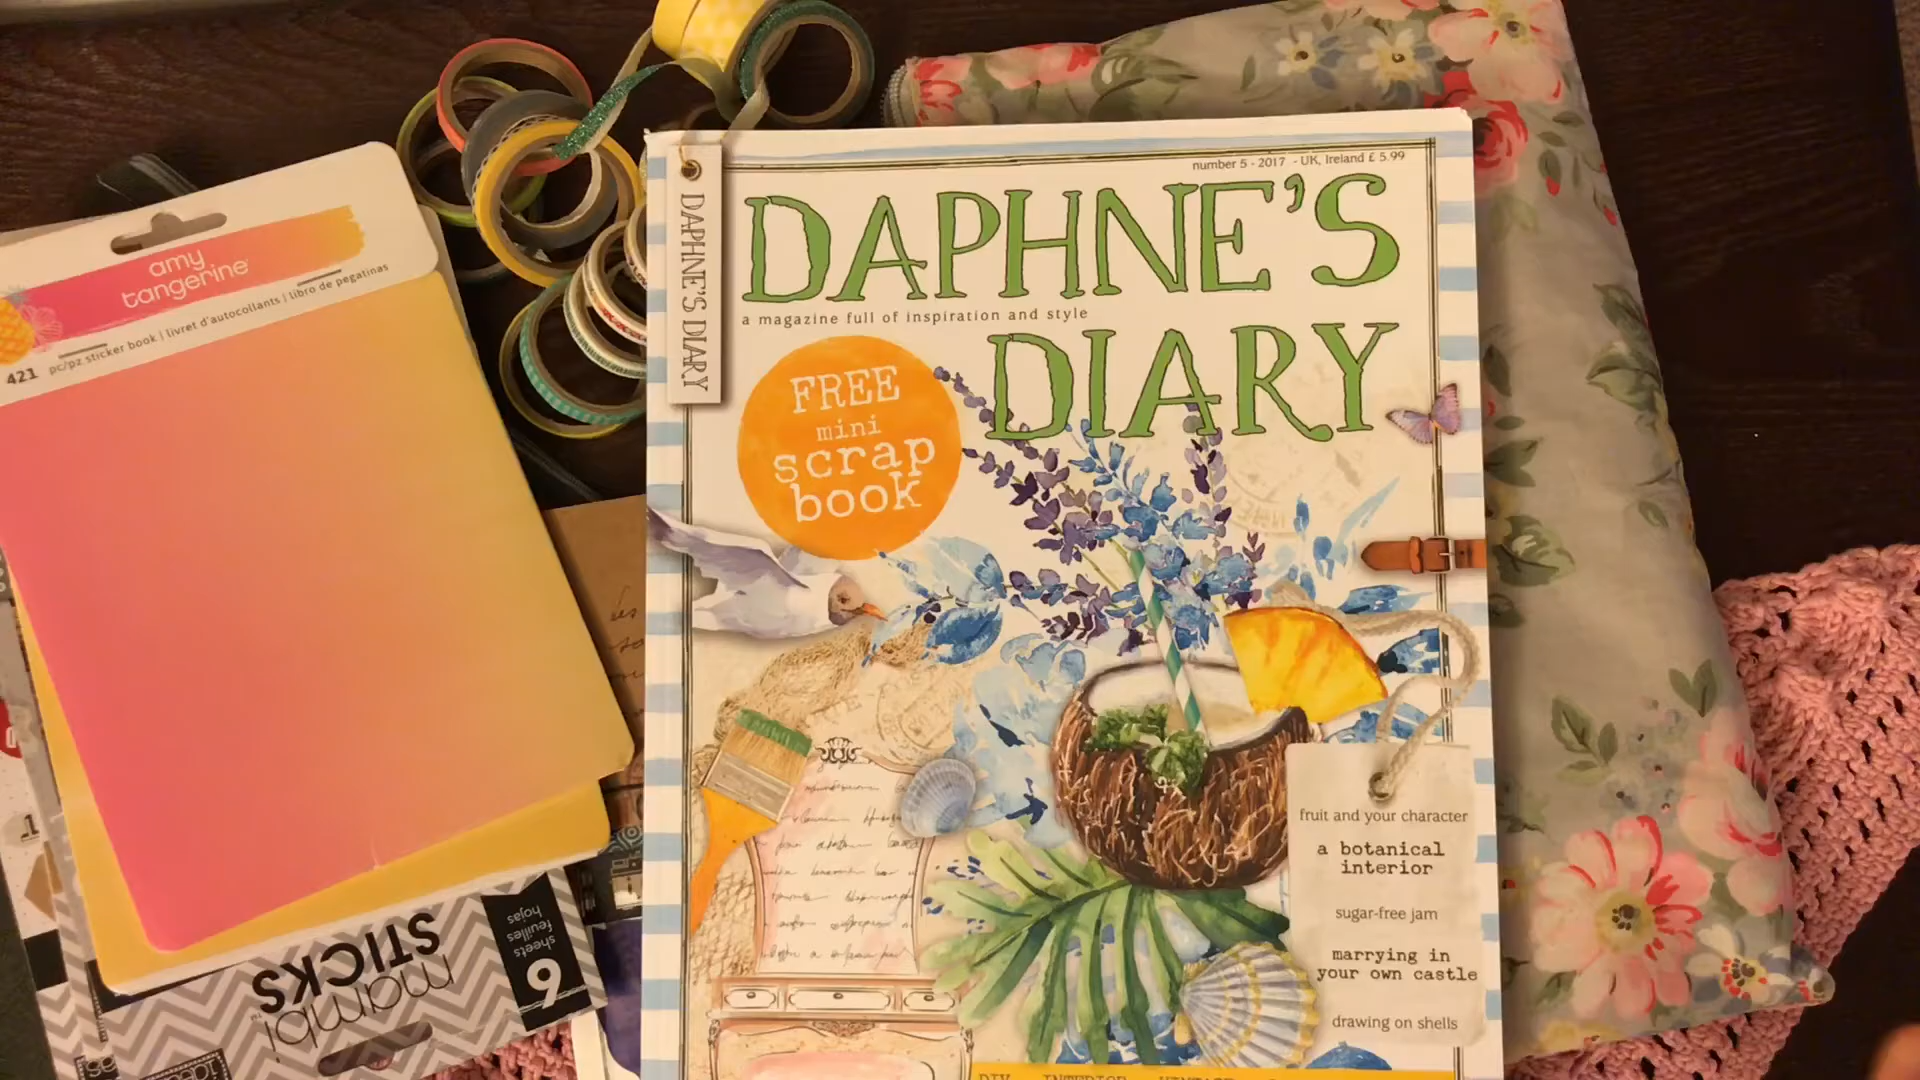 amy
tangerine
421 pc/pz sticker book | livret d'autocollants | libro de pegatinas
mambi
STICKS
6
sheets
feuilles
hojas
number 5 - 2017 - UK, Ireland £ 5.99
DAPHNE'S DIARY
DAPHNE'S
a magazine full of inspiration and style
DIARY
FREE
mini
scrap
book
fruit and your character
a botanical
interior
sugar-free jam
marrying in
your own castle
drawing on shells